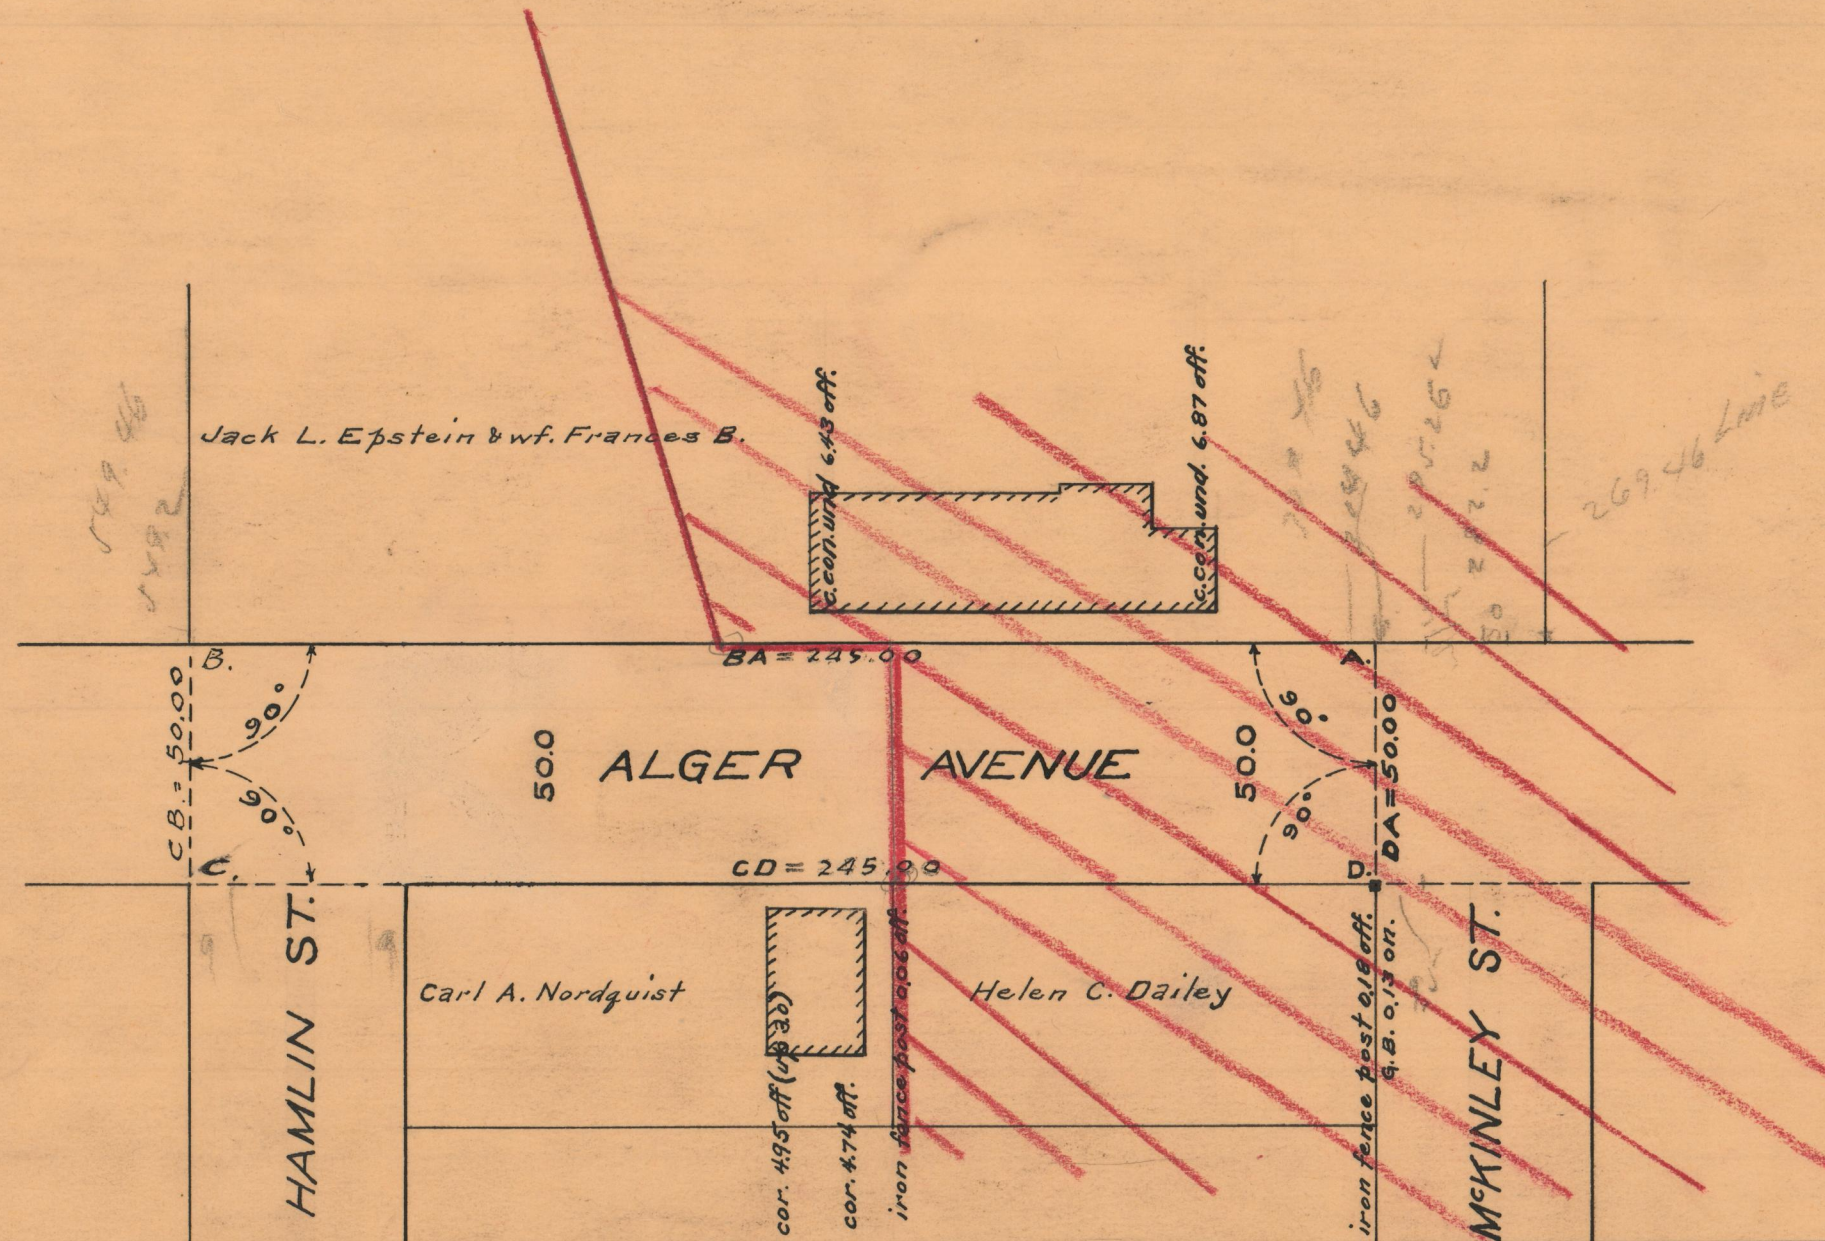 Jack L. Epstein & wf. Frances B.
c. con. und 6.43 off.
c. con. und. 6.87 off.
269.46 Line
B.
BA = 245.00
A.
90°
90°
CB. = 50.00
50.0
ALGER AVENUE
50.0
DA = 50.00
90°
90°
C.
CD = 245.00
D.
HAMLIN ST.
Carl A. Nordquist
Helen C. Dailey
cor. 4.95 off (up 20)
cor. 4.74 off.
iron fence post 0.06 off.
iron fence post 0.18 off.
G.B. 0.13 on.
McKINLEY ST.